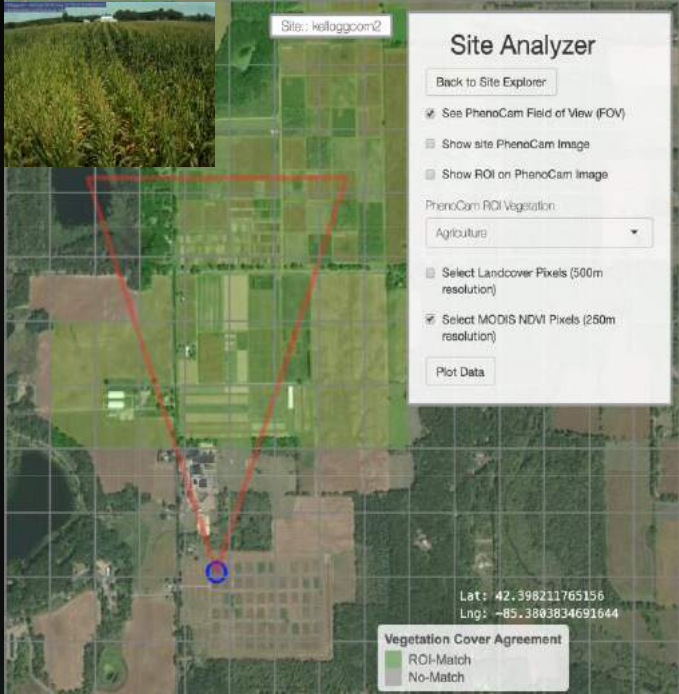 Site:: kelloggcorn2
Site Analyzer
Back to Site Explorer
See PhenoCam Field of View (FOV)
Show site PhenoCam Image
Show ROI on PhenoCam Image
PhenoCam ROI Vegetation
Agriculture
Select Landcover Pixels (500m
resolution)
Select MODIS NDVI Pixels (250m
resolution)
Plot Data
Lat: 42.398211765156
Lng: -85.3803834691644
Vegetation Cover Agreement
ROI-Match
No-Match